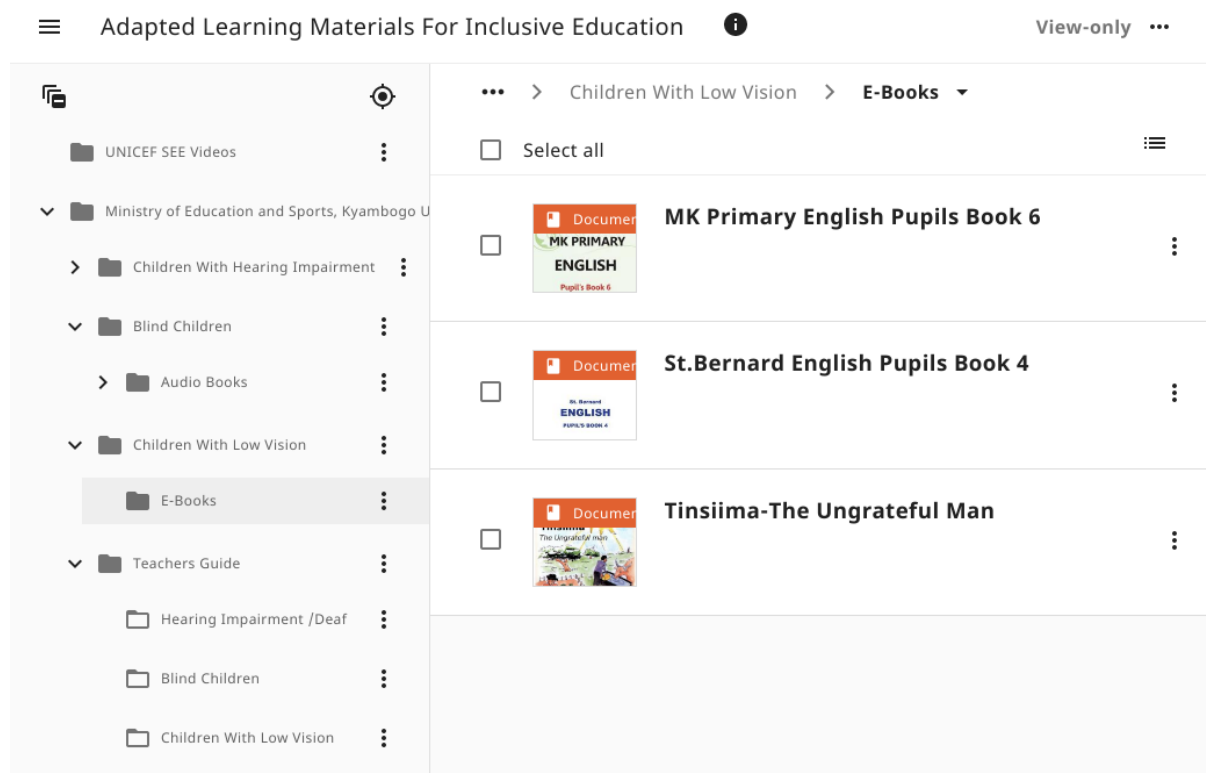 Adapted Learning Materials For Inclusive Education
View-only
UNICEF SEE Videos
Ministry of Education and Sports, Kyambogo U
Children With Hearing Impairment
Blind Children
Audio Books
Children With Low Vision
E-Books
Teachers Guide
Hearing Impairment /Deaf
Blind Children
Children With Low Vision
Children With Low Vision
E-Books
Select all
Documen
MK PRIMARY
ENGLISH
Pupil's Book 6
MK Primary English Pupils Book 6
Documen
St. Bernard
ENGLISH
PUPIL'S BOOK 4
St.Bernard English Pupils Book 4
Documen
The Ungrateful man
Tinsiima-The Ungrateful Man